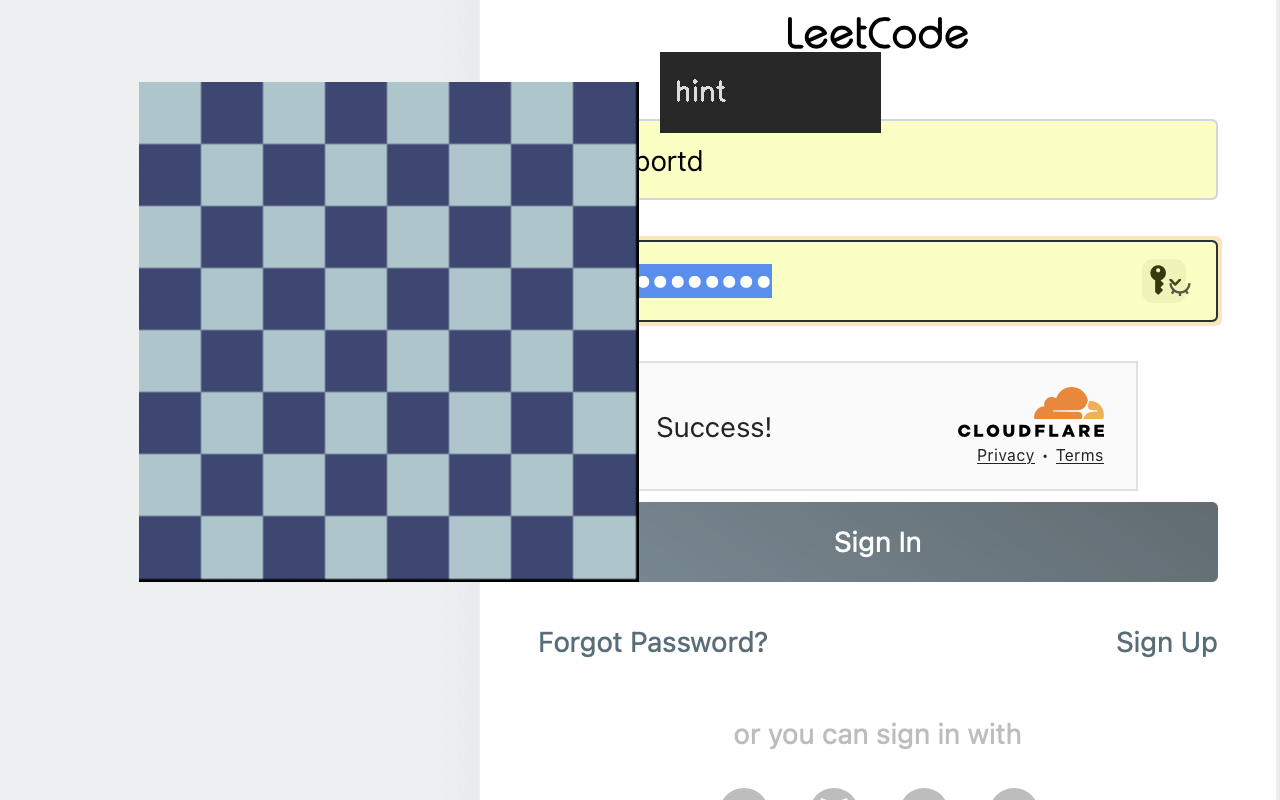 LeetCode
hint
portd
Success!
CLOUDFLARE
Privacy • Terms
Sign In
Forgot Password? Sign Up
or you can sign in with